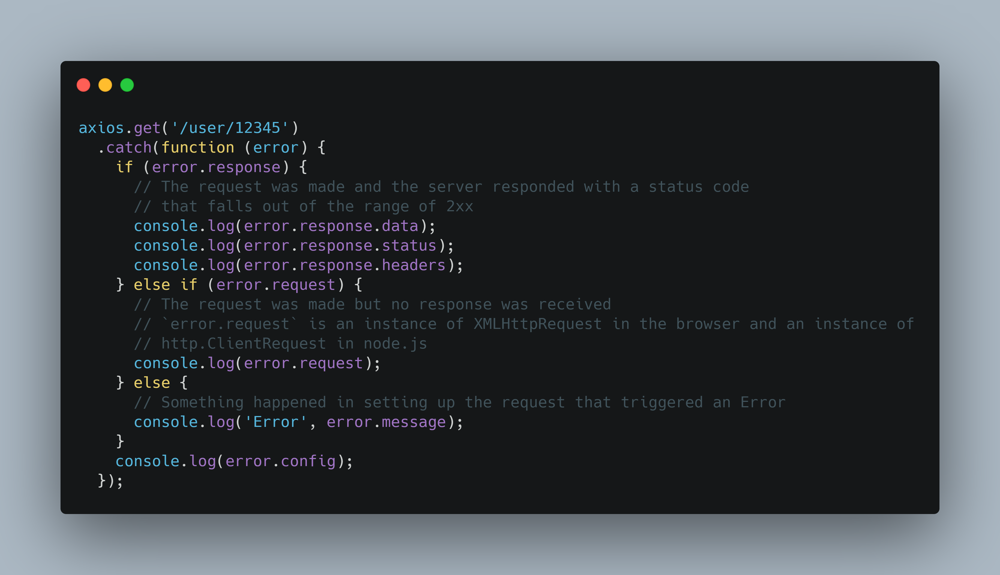 axios.get('/user/12345')
  .catch(function (error) {
    if (error.response) {
      // The request was made and the server responded with a status code
      // that falls out of the range of 2xx
      console.log(error.response.data);
      console.log(error.response.status);
      console.log(error.response.headers);
    } else if (error.request) {
      // The request was made but no response was received
      // `error.request` is an instance of XMLHttpRequest in the browser and an instance of
      // http.ClientRequest in node.js
      console.log(error.request);
    } else {
      // Something happened in setting up the request that triggered an Error
      console.log('Error', error.message);
    }
    console.log(error.config);
  });